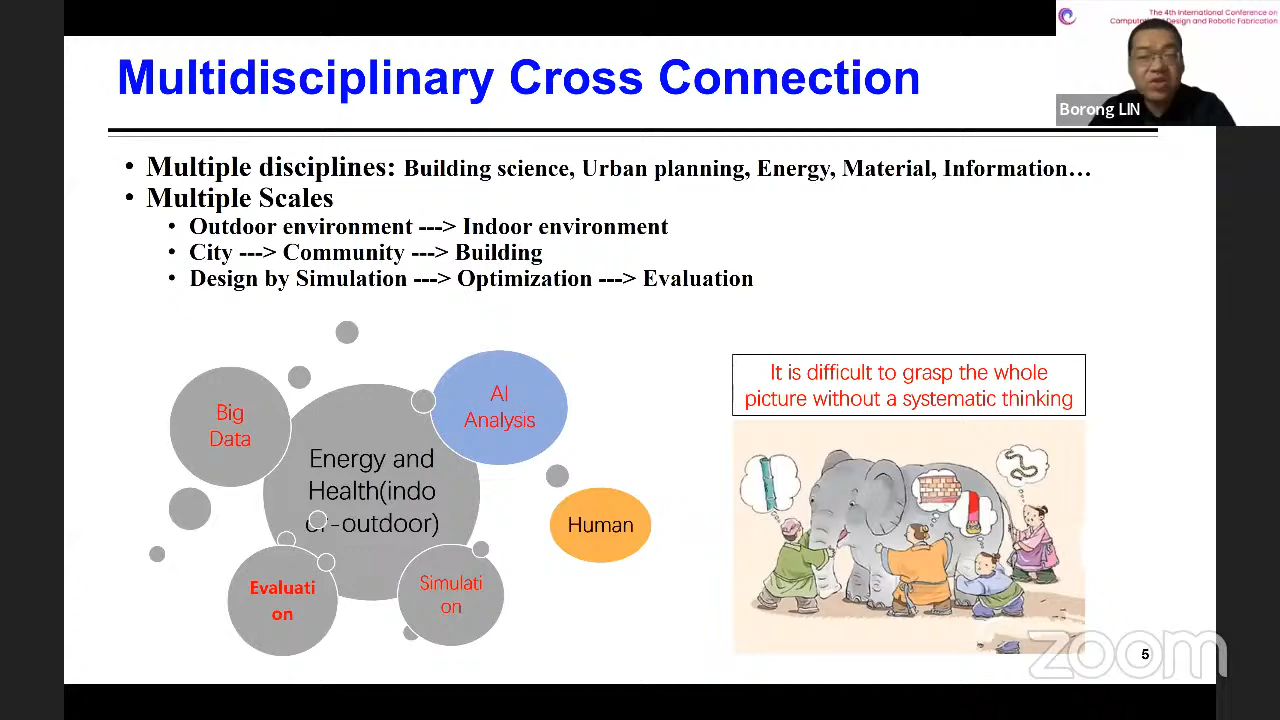 The 4th International Conference on
Computational Design and Robotic Fabrication
Borong LIN
Multidisciplinary Cross Connection
• Multiple disciplines: Building science, Urban planning, Energy, Material, Information…
• Multiple Scales
• Outdoor environment ---> Indoor environment
• City ---> Community ---> Building
• Design by Simulation ---> Optimization ---> Evaluation
Big
Data
AI
Analysis
Energy and
Health(indo
or-outdoor)
Human
Evaluati
on
Simulati
on
It is difficult to grasp the whole
picture without a systematic thinking
zoom
5